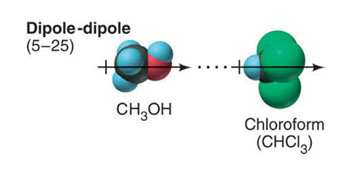 Dipole-dipole
(5–25)
CH₃OH
Chloroform
(CHCl₃)